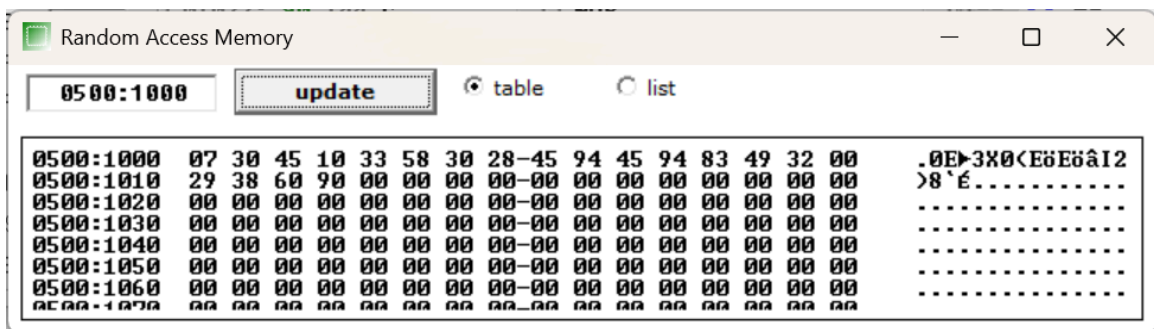 Random Access Memory
0500:1000 update table list
0500:1000 07 30 45 10 33 58 30 28-45 94 45 94 83 49 32 00 .0E►3X0(EöEöâI2
0500:1010 29 38 60 90 00 00 00 00-00 00 00 00 00 00 00 00 )8`É............
0500:1020 00 00 00 00 00 00 00 00-00 00 00 00 00 00 00 00 ................
0500:1030 00 00 00 00 00 00 00 00-00 00 00 00 00 00 00 00 ................
0500:1040 00 00 00 00 00 00 00 00-00 00 00 00 00 00 00 00 ................
0500:1050 00 00 00 00 00 00 00 00-00 00 00 00 00 00 00 00 ................
0500:1060 00 00 00 00 00 00 00 00-00 00 00 00 00 00 00 00 ................